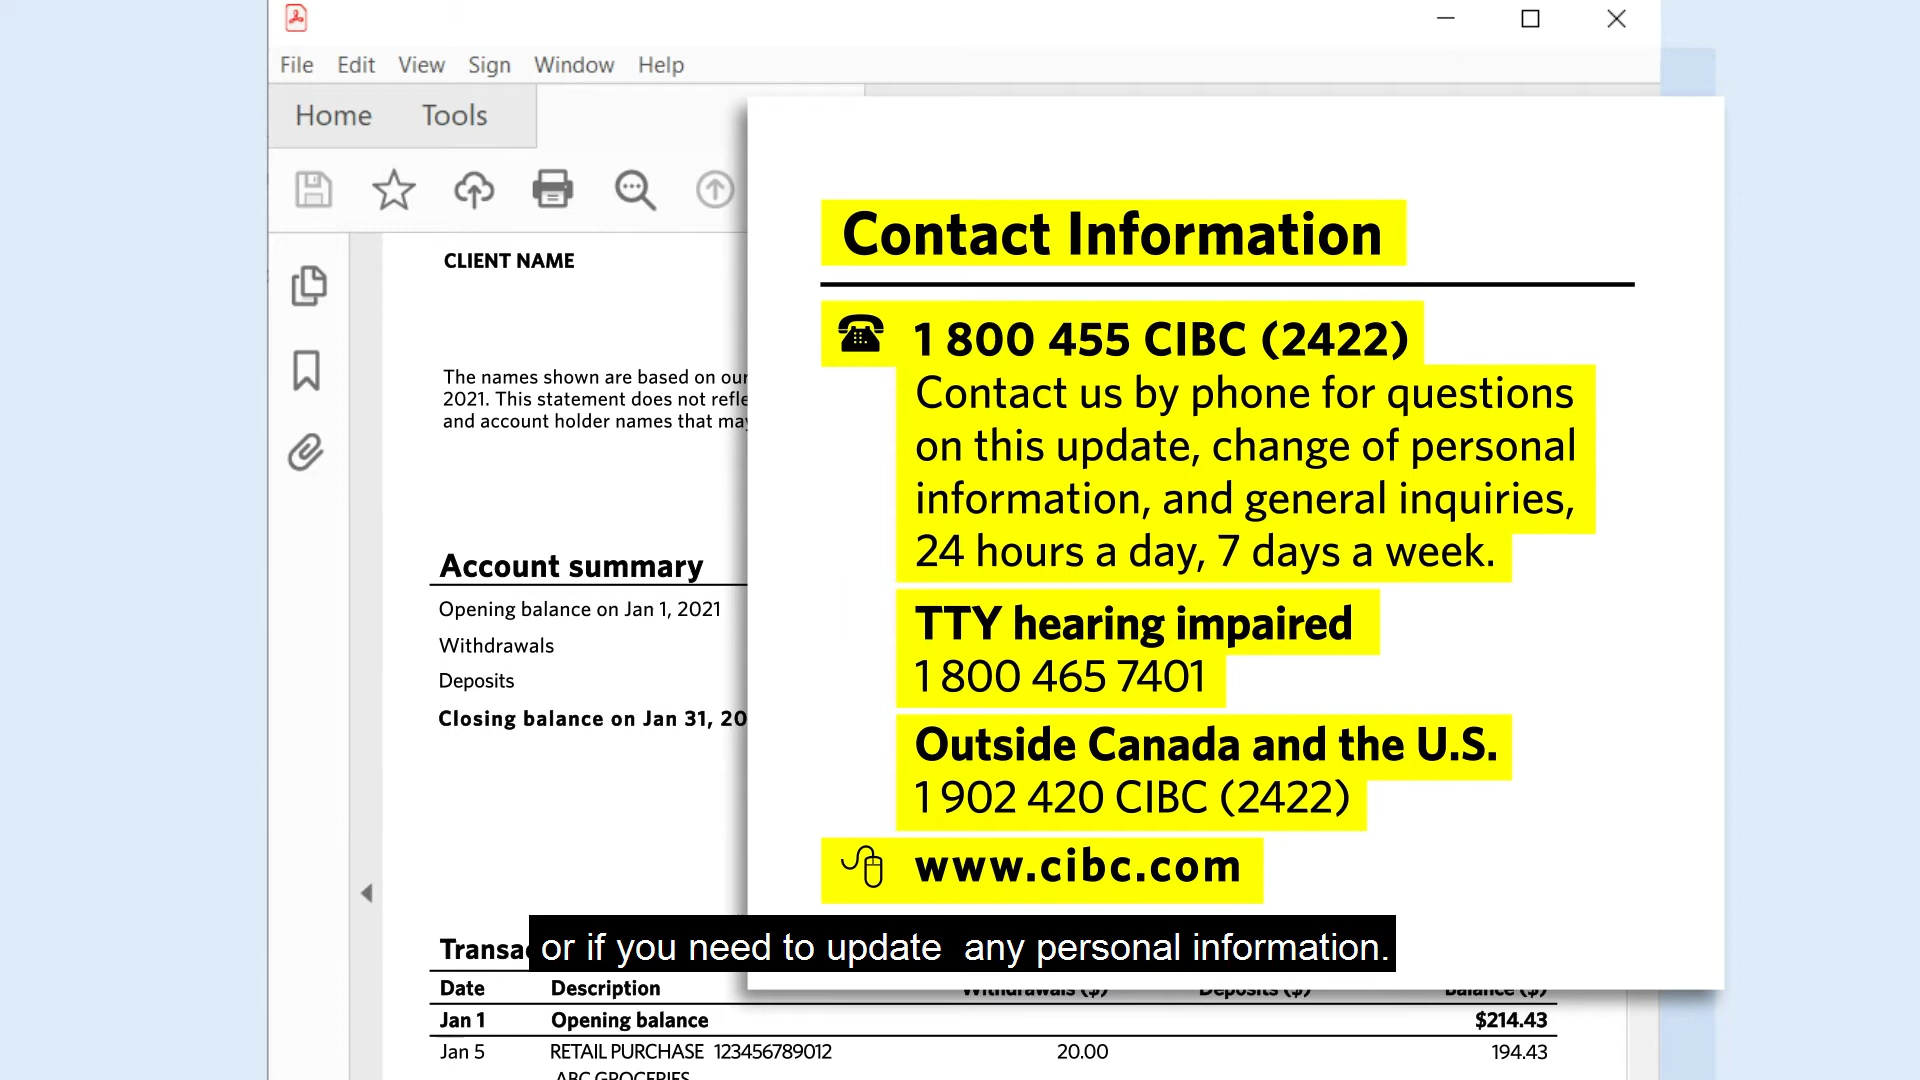 File Edit View Sign Window Help
Home Tools
CLIENT NAME
The names shown are based on our
2021. This statement does not
and account holder names that
Account summary
Opening balance on Jan 1, 2021
Withdrawals
Deposits
Closing balance on Jan 31,
Contact Information
1 800 455 CIBC (2422)
Contact us by phone for questions
on this update, change of personal
information, and general inquiries,
24 hours a day, 7 days a week.
TTY hearing impaired
1 800 465 7401
Outside Canada and the U.S.
1 902 420 CIBC (2422)
www.cibc.com
or if you need to update any personal information.
Date Description Withdrawals ($) Deposits ($) Balance ($)
Jan 1 Opening balance $214.43
Jan 5 RETAIL PURCHASE 123456789012 20.00 194.43
ABC GROCERIES